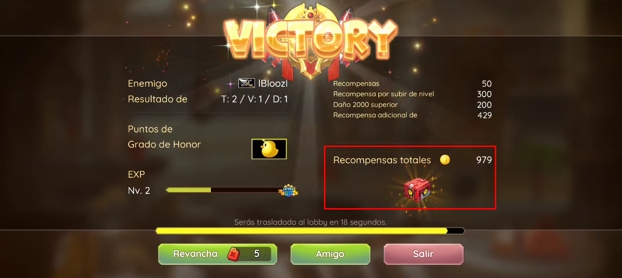 VICTORY
Enemigo lBloozl
Resultado de T: 2 / V: 1 / D: 1
Puntos de
Grado de Honor
EXP
Nv. 2
Recompensas 50
Recompensa por subir de nivel 300
Daño 2000 superior 200
Recompensa adicional de 429
Recompensas totales 979
Serás trasladado al lobby en 18 segundos.
Revancha 5
Amigo
Salir